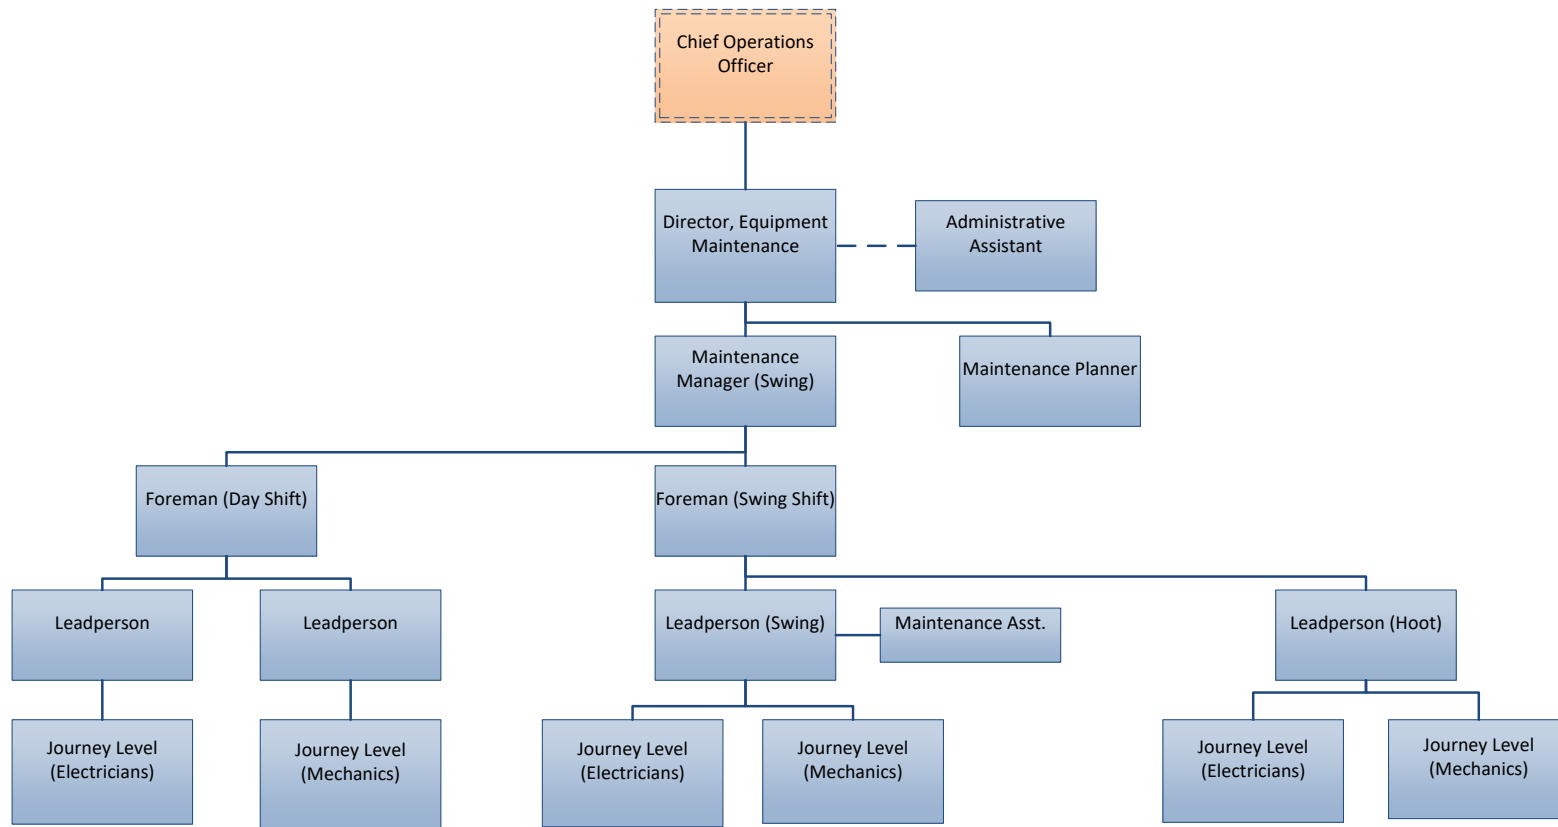 Chief Operations
Officer
Director, Equipment
Maintenance
Administrative
Assistant
Maintenance
Manager (Swing)
Maintenance Planner
Foreman (Day Shift)
Foreman (Swing Shift)
Leadperson
Leadperson
Leadperson (Swing)
Maintenance Asst.
Leadperson (Hoot)
Journey Level
(Electricians)
Journey Level
(Mechanics)
Journey Level
(Electricians)
Journey Level
(Mechanics)
Journey Level
(Electricians)
Journey Level
(Mechanics)